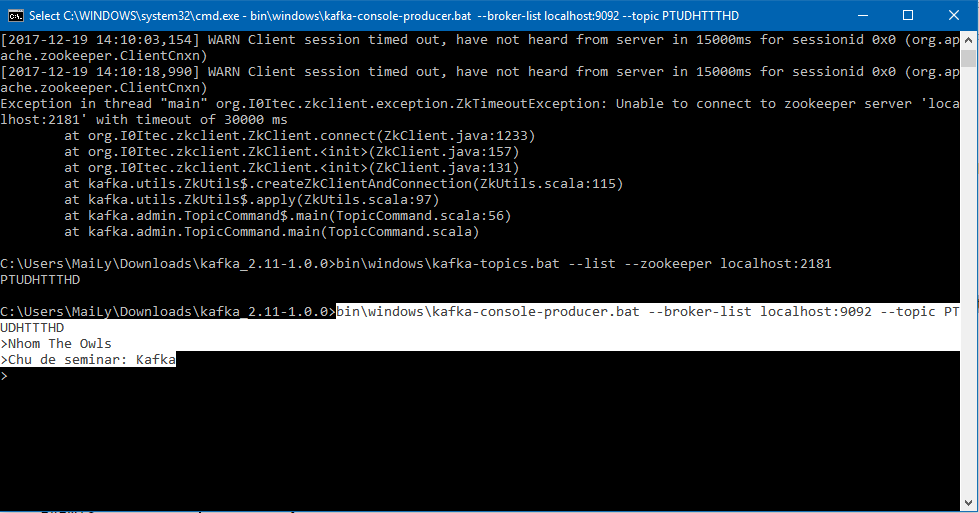 Select C:\WINDOWS\system32\cmd.exe - bin\windows\kafka-console-producer.bat --broker-list localhost:9092 --topic PTUDHTTTHD
[2017-12-19 14:10:03,154] WARN Client session timed out, have not heard from server in 15000ms for sessionid 0x0 (org.ap
ache.zookeeper.ClientCnxn)
[2017-12-19 14:10:18,990] WARN Client session timed out, have not heard from server in 15000ms for sessionid 0x0 (org.ap
ache.zookeeper.ClientCnxn)
Exception in thread "main" org.I0Itec.zkclient.exception.ZkTimeoutException: Unable to connect to zookeeper server 'loca
lhost:2181' with timeout of 30000 ms
at org.I0Itec.zkclient.ZkClient.connect(ZkClient.java:1233)
at org.I0Itec.zkclient.ZkClient.<init>(ZkClient.java:157)
at org.I0Itec.zkclient.ZkClient.<init>(ZkClient.java:131)
at kafka.utils.ZkUtils$.createZkClientAndConnection(ZkUtils.scala:115)
at kafka.utils.ZkUtils$.apply(ZkUtils.scala:97)
at kafka.admin.TopicCommand$.main(TopicCommand.scala:56)
at kafka.admin.TopicCommand.main(TopicCommand.scala)
C:\Users\MaiLy\Downloads\kafka_2.11-1.0.0>bin\windows\kafka-topics.bat --list --zookeeper localhost:2181
PTUDHTTTHD
C:\Users\MaiLy\Downloads\kafka_2.11-1.0.0>bin\windows\kafka-console-producer.bat --broker-list localhost:9092 --topic PT
UDHTTTHD
>Nhom The Owls
>Chu de seminar: Kafka
>